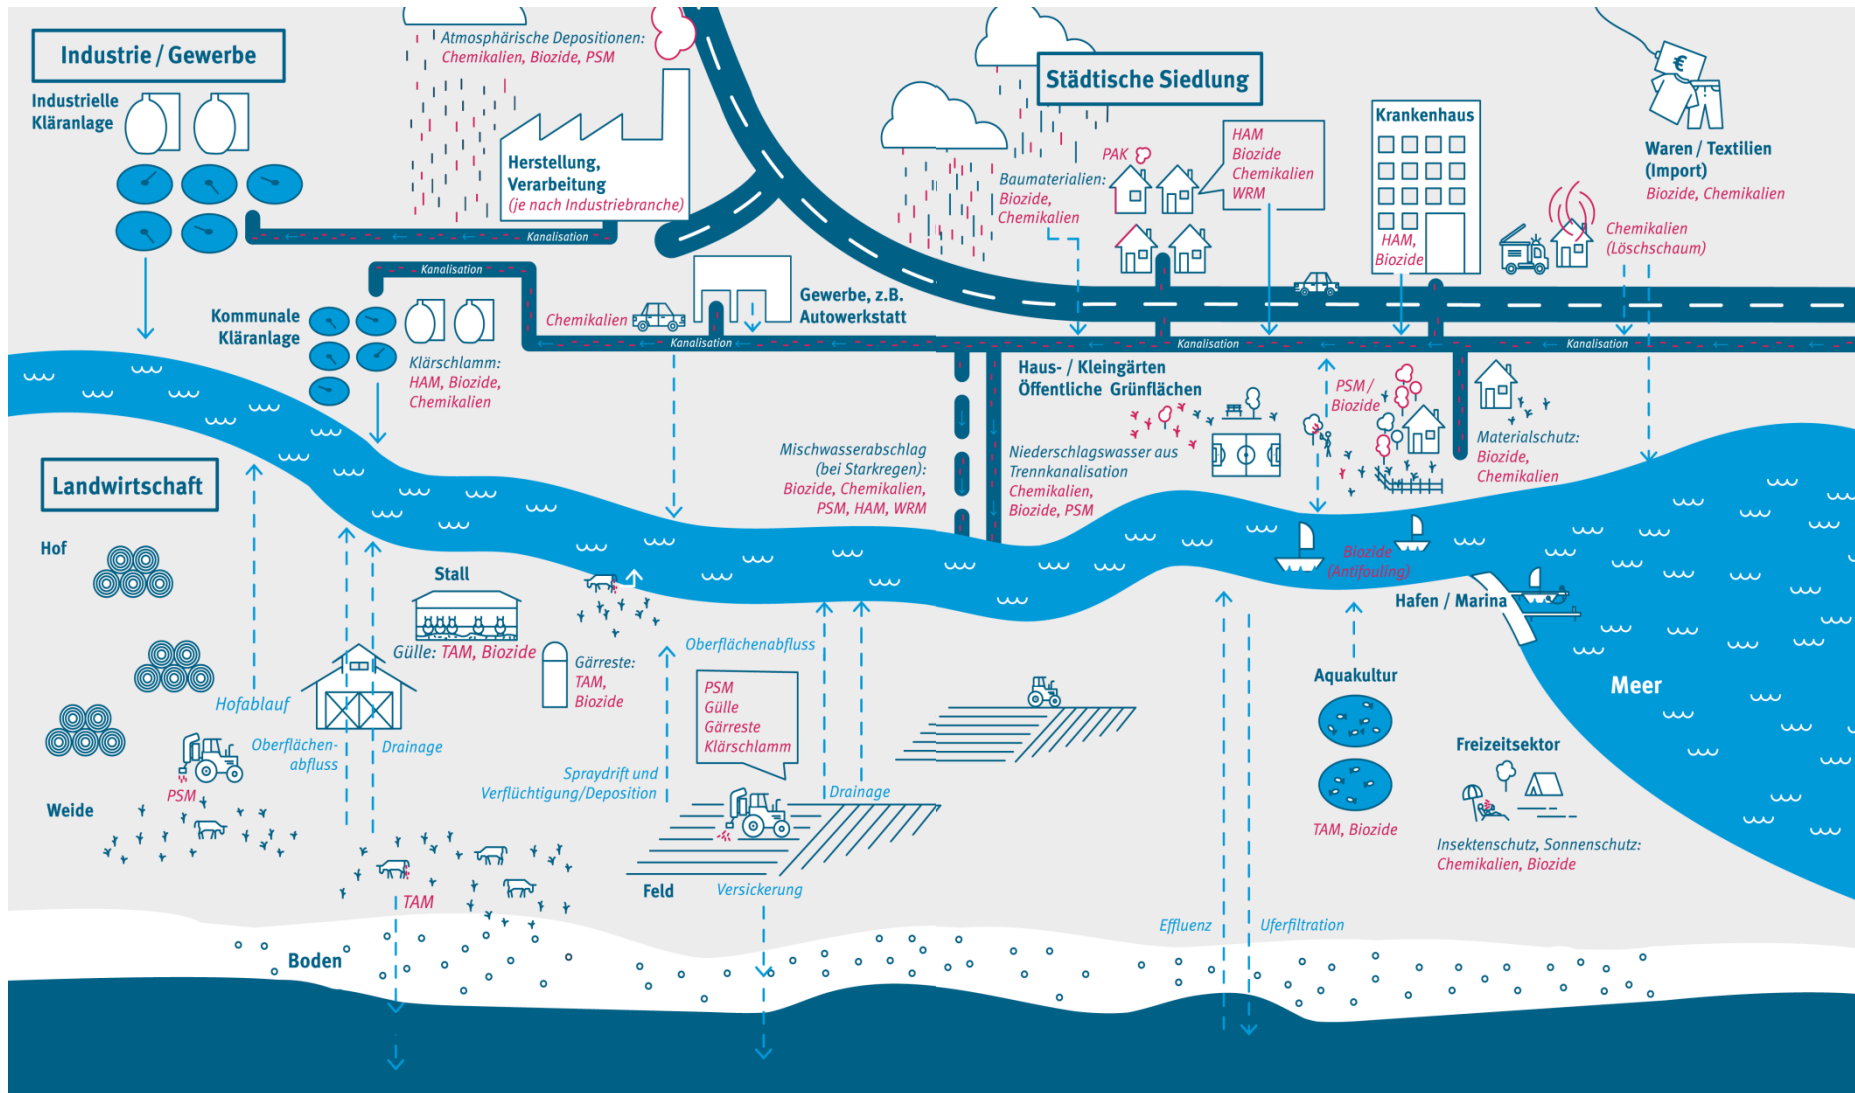 Industrie / Gewerbe
Industrielle
Kläranlage
Atmosphärische Depositionen:
Chemikalien, Biozide, PSM
Herstellung,
Verarbeitung
(je nach Industriebranche)
Kanalisation
Städtische Siedlung
PAK
Baumaterialien:
Biozide,
Chemikalien
HAM
Biozide
Chemikalien
WRM
Krankenhaus
HAM,
Biozide
€
Waren / Textilien
(Import)
Biozide, Chemikalien
Chemikalien
(Löschschaum)
Kanalisation
Kommunale
Kläranlage
Klärschlamm:
HAM, Biozide,
Chemikalien
Chemikalien
Gewerbe, z.B.
Autowerkstatt
Kanalisation
Kanalisation
Kanalisation
Haus- / Kleingärten
Öffentliche Grünflächen
PSM /
Biozide
Materialschutz:
Biozide,
Chemikalien
Mischwasserabschlag
(bei Starkregen):
Biozide, Chemikalien,
PSM, HAM, WRM
Niederschlagswasser aus
Trennkanalisation
Chemikalien,
Biozide, PSM
Landwirtschaft
Hof
Stall
Gülle: TAM, Biozide
Gärreste:
TAM,
Biozide
Hofablauf
Oberflächen-
abfluss
Drainage
PSM
Weide
TAM
Oberflächenabfluss
PSM
Gülle
Gärreste
Klärschlamm
Spraydrift und
Verflüchtigung/Deposition
Drainage
Feld
Versickerung
Biozide
(Antifouling)
Hafen / Marina
Meer
Aquakultur
TAM, Biozide
Freizeitsektor
Insektenschutz, Sonnenschutz:
Chemikalien, Biozide
Effluenz
Uferfiltration
Boden